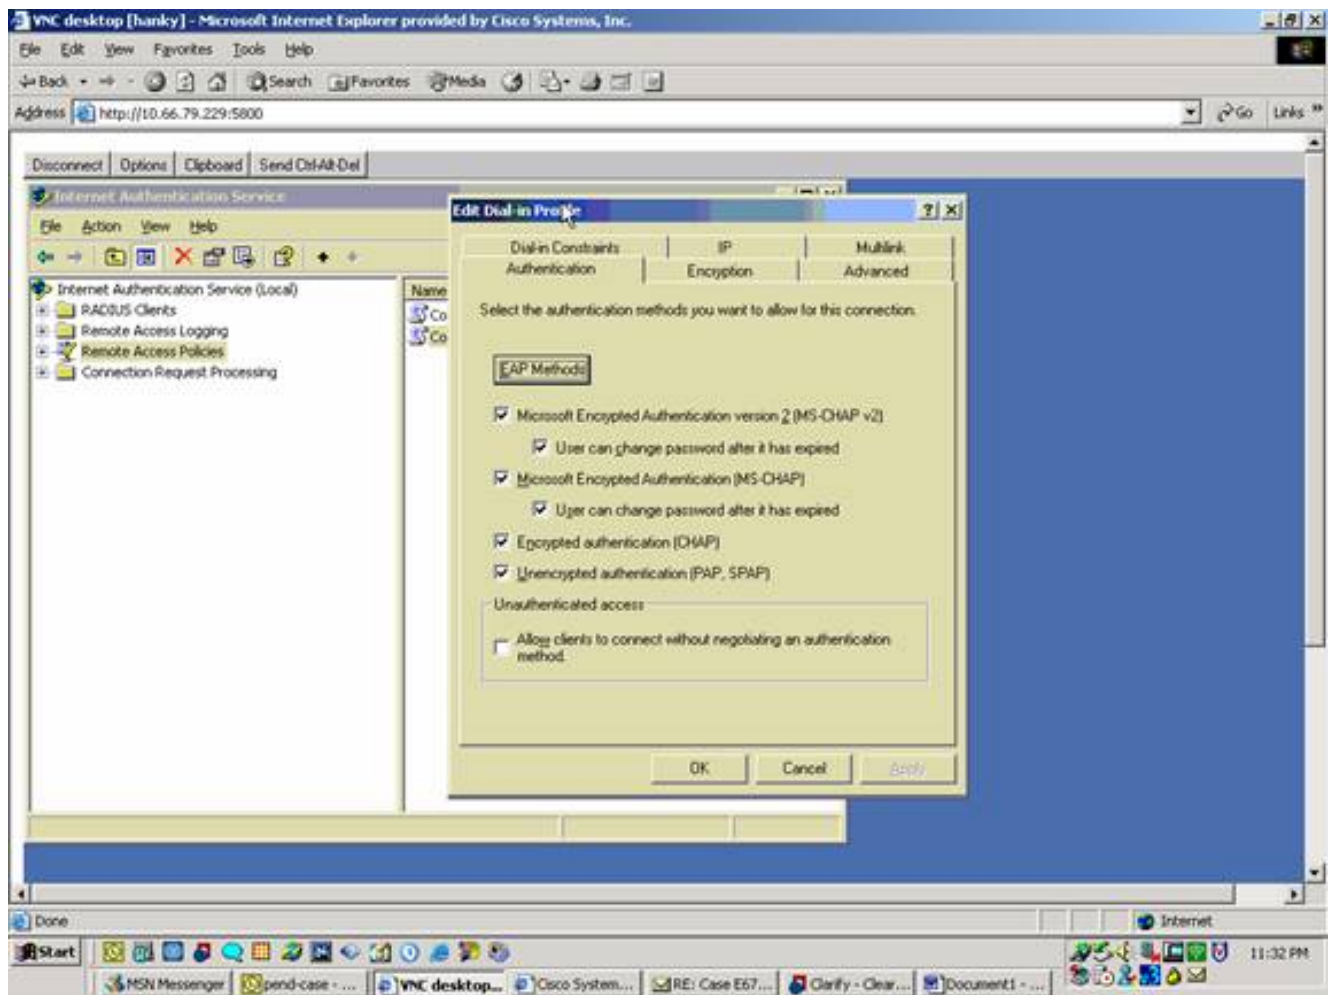 VNC desktop [hanky] - Microsoft Internet Explorer provided by Cisco Systems, Inc.
File Edit View Favorites Tools Help
Back Search Favorites Media
Address http://10.66.79.229:5800 Go Links »
Disconnect Options Clipboard Send Ctrl-Alt-Del
Internet Authentication Service
File Action View Help
Internet Authentication Service (Local)
RADIUS Clients
Remote Access Logging
Remote Access Policies
Connection Request Processing
Name
Co
Co
Edit Dial-in Profile
Dial-in Constraints IP Multilink
Authentication Encryption Advanced
Select the authentication methods you want to allow for this connection.
EAP Methods
Microsoft Encrypted Authentication version 2 (MS-CHAP v2)
User can change password after it has expired
Microsoft Encrypted Authentication (MS-CHAP)
User can change password after it has expired
Encrypted authentication (CHAP)
Unencrypted authentication (PAP, SPAP)
Unauthenticated access
Allow clients to connect without negotiating an authentication
method.
OK Cancel Apply
Done Internet
Start 11:32 PM
MSN Messenger pend-case - ... VNC desktop... Cisco System... RE: Case E67... Clarify - Clear... Document1 - ...